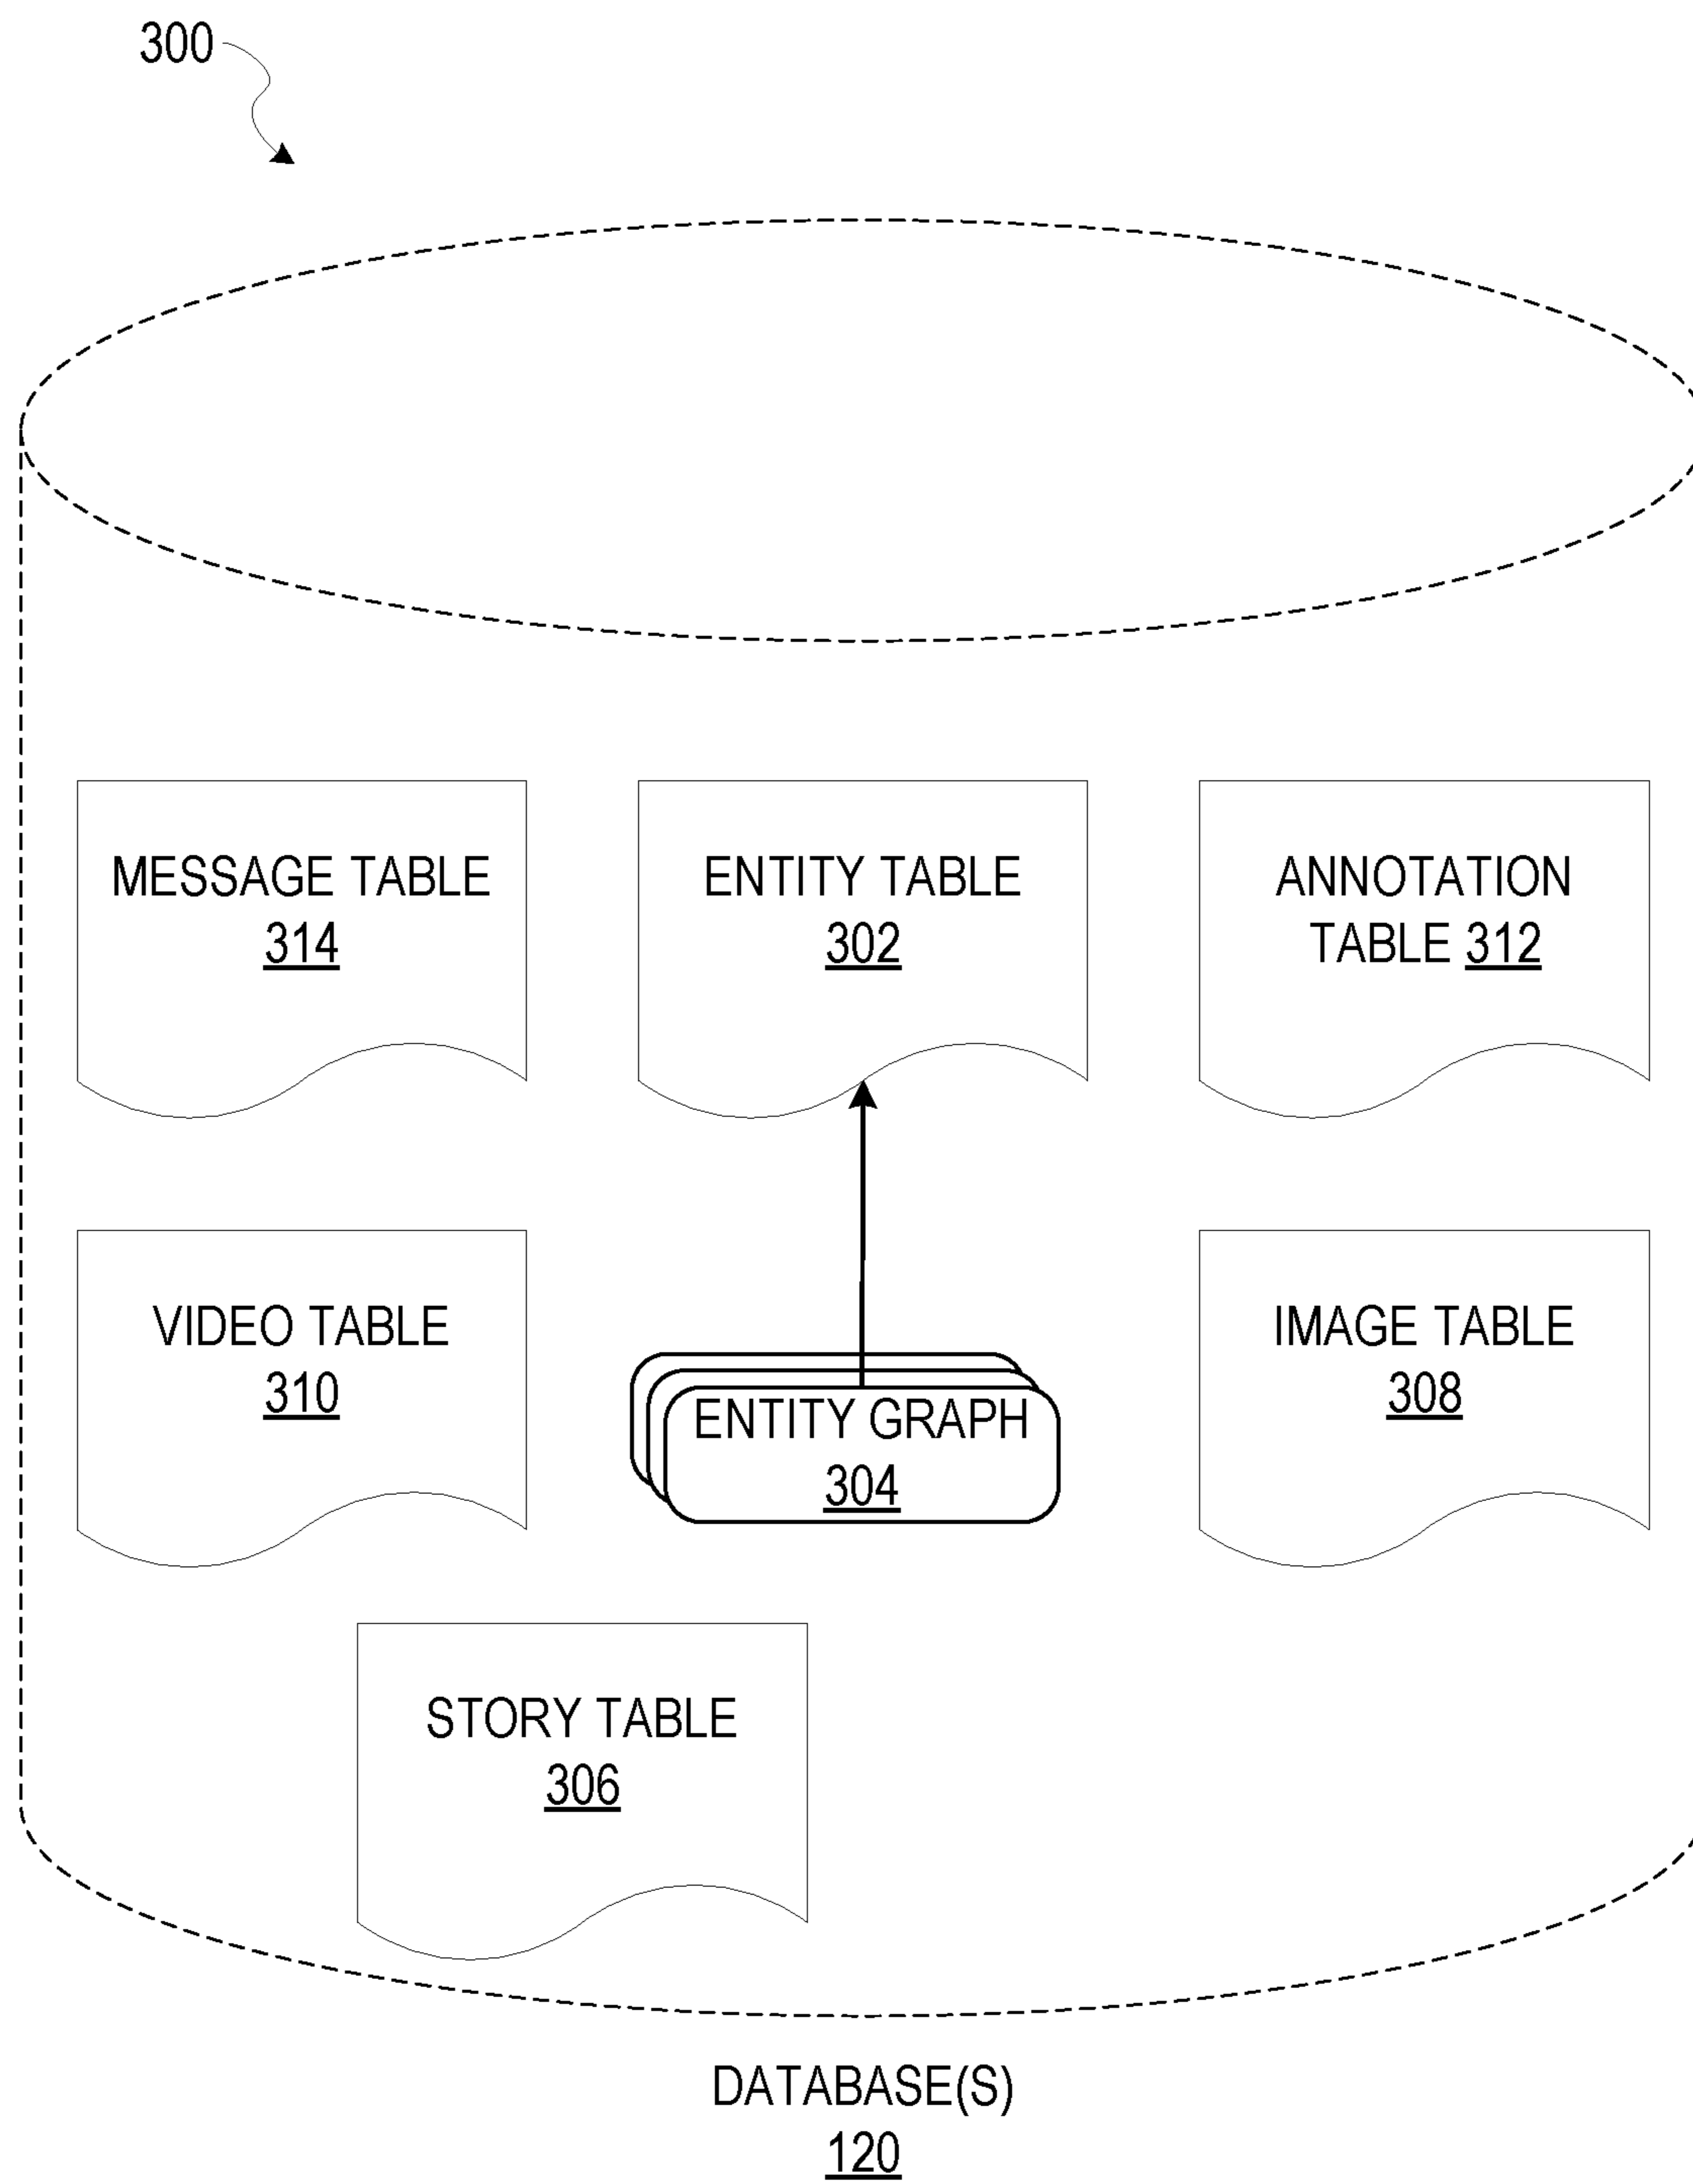 300
MESSAGE TABLE
314
ENTITY TABLE
302
ANNOTATION
TABLE 312
VIDEO TABLE
310
ENTITY GRAPH
304
IMAGE TABLE
308
STORY TABLE
306
DATABASE(S)
120